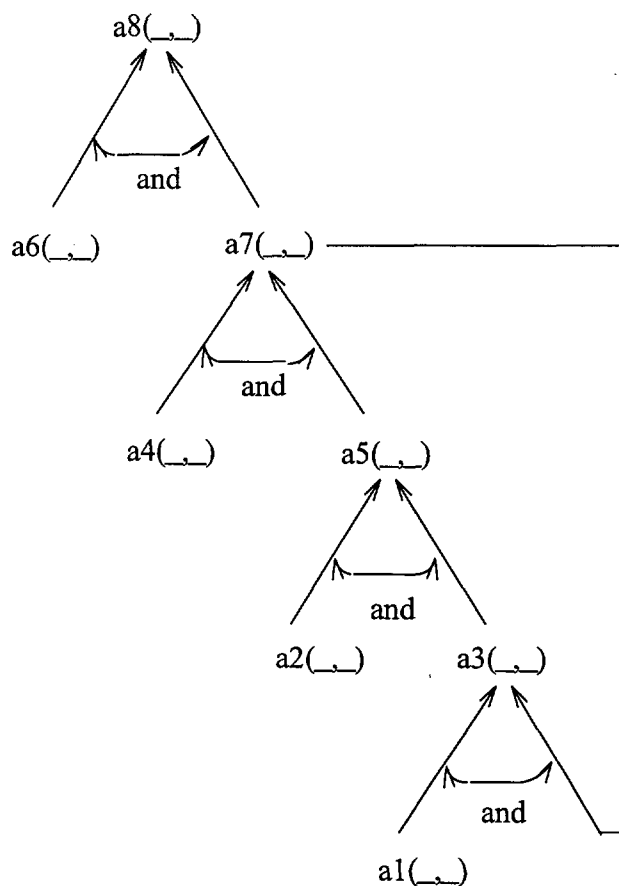 a8(_,_)
and
a6(_,_) a7(_,_)
and
a4(_,_) a5(_,_)
and
a2(_,_) a3(_,_)
and
a1(_,_)